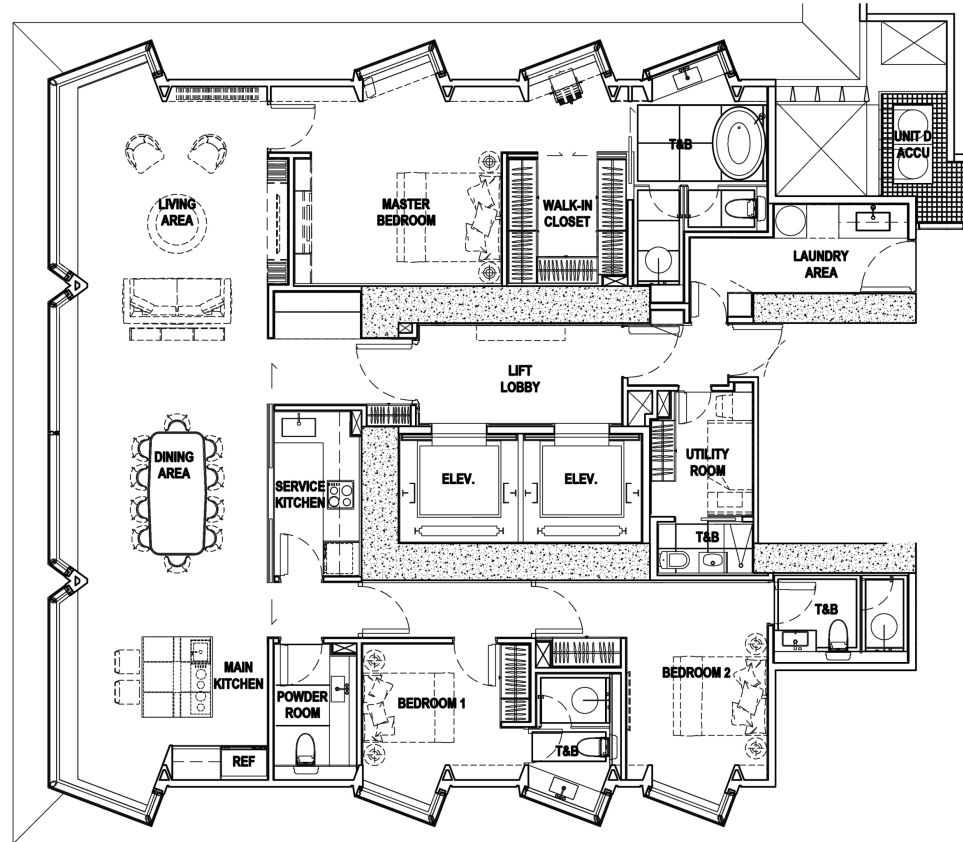 UNIT D
ACCU
T&B
LIVING
AREA
MASTER
BEDROOM
WALK-IN
CLOSET
LAUNDRY
AREA
LIFT
LOBBY
DINING
AREA
SERVICE
KITCHEN
ELEV.
ELEV.
UTILITY
ROOM
T&B
T&B
MAIN
KITCHEN
POWDER
ROOM
BEDROOM 1
BEDROOM 2
T&B
REF